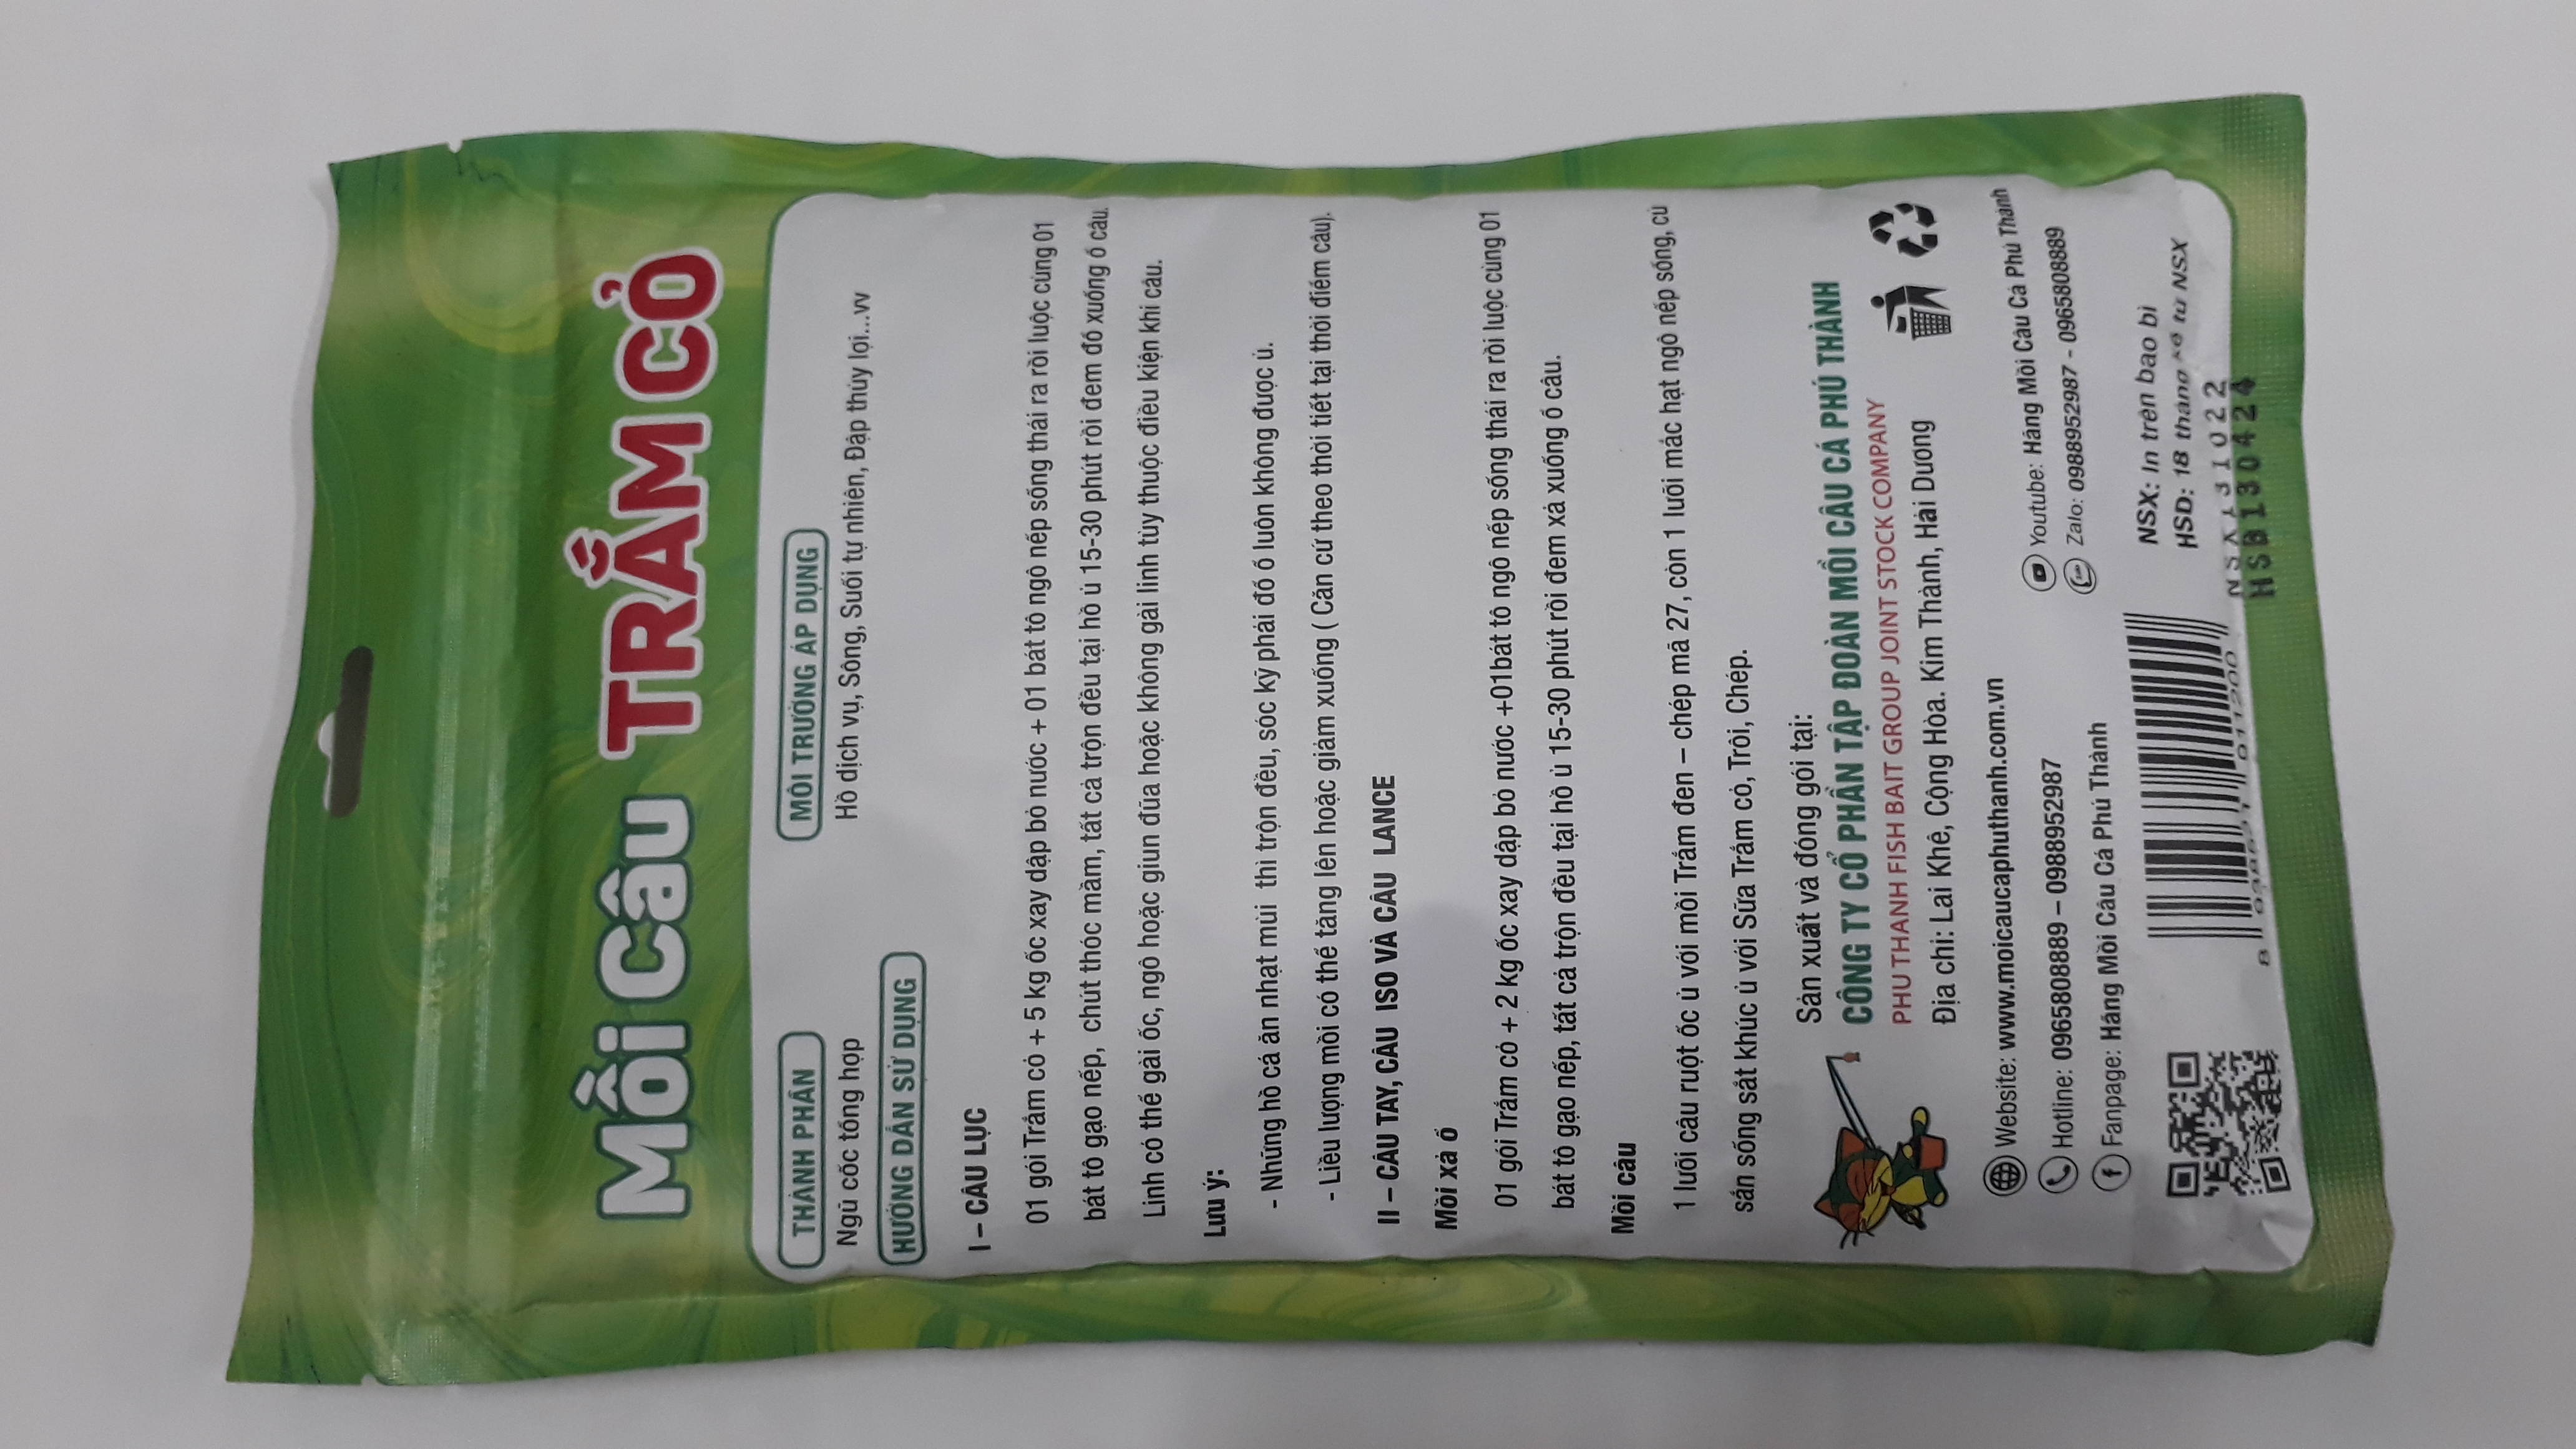 Mồi Câu TRẮM CỎ
THÀNH PHẦN
Ngũ cốc tổng hợp
MÔI TRƯỜNG ÁP DỤNG
Hồ dịch vụ, Sông, Suối tự nhiên, Đập thủy lợi...vv
HƯỚNG DẪN SỬ DỤNG
I – CÂU LỤC
01 gói Trắm cỏ + 5 kg ốc xay dập bỏ nước + 01 bát tô ngô nếp sống thái ra rồi luộc cùng 01
bát tô gạo nếp, chút thóc mầm, tất cả trộn đều tại hồ ủ 15-30 phút rồi đem đổ xuống ổ câu.
Linh có thể gài ốc, ngô hoặc giun đũa hoặc không gài linh tùy thuộc điều kiện khi câu.
Lưu ý:
- Những hồ cá ăn nhạt mùi thì trộn đều, sóc kỹ phải đổ ổ luôn không được ủ.
- Liều lượng mồi có thể tăng lên hoặc giảm xuống ( Căn cứ theo thời tiết tại thời điểm câu).
II – CÂU TAY, CÂU ISO VÀ CÂU LANCE
Mồi xả ổ
01 gói Trắm cỏ + 2 kg ốc xay dập bỏ nước +01bát tô ngô nếp sống thái ra rồi luộc cùng 01
bát tô gạo nếp, tất cả trộn đều tại hồ ủ 15-30 phút rồi đem xả xuống ổ câu.
Mồi câu
1 lưỡi câu ruột ốc ủ với mồi Trắm đen – chép mã 27, còn 1 lưỡi mắc hạt ngô nếp sống, củ
sắn sống sắt khúc ủ với Sữa Trắm cỏ, Trôi, Chép.
Sản xuất và đóng gói tại:
CÔNG TY CỔ PHẦN TẬP ĐOÀN MỒI CÂU CÁ PHÚ THÀNH
PHU THANH FISH BAIT GROUP JOINT STOCK COMPANY
Địa chỉ: Lai Khê, Cộng Hòa. Kim Thành, Hải Dương
Website: www.moicaucaphuthanh.com.vn
Hotline: 0965808889 – 0988952987
Fanpage: Hãng Mồi Câu Cá Phú Thành
Youtube: Hãng Mồi Câu Cá Phú Thành
Zalo: 0988952987 - 0965808889
NSX: In trên bao bì
HSD: 18 tháng kể từ NSX
NSX131022